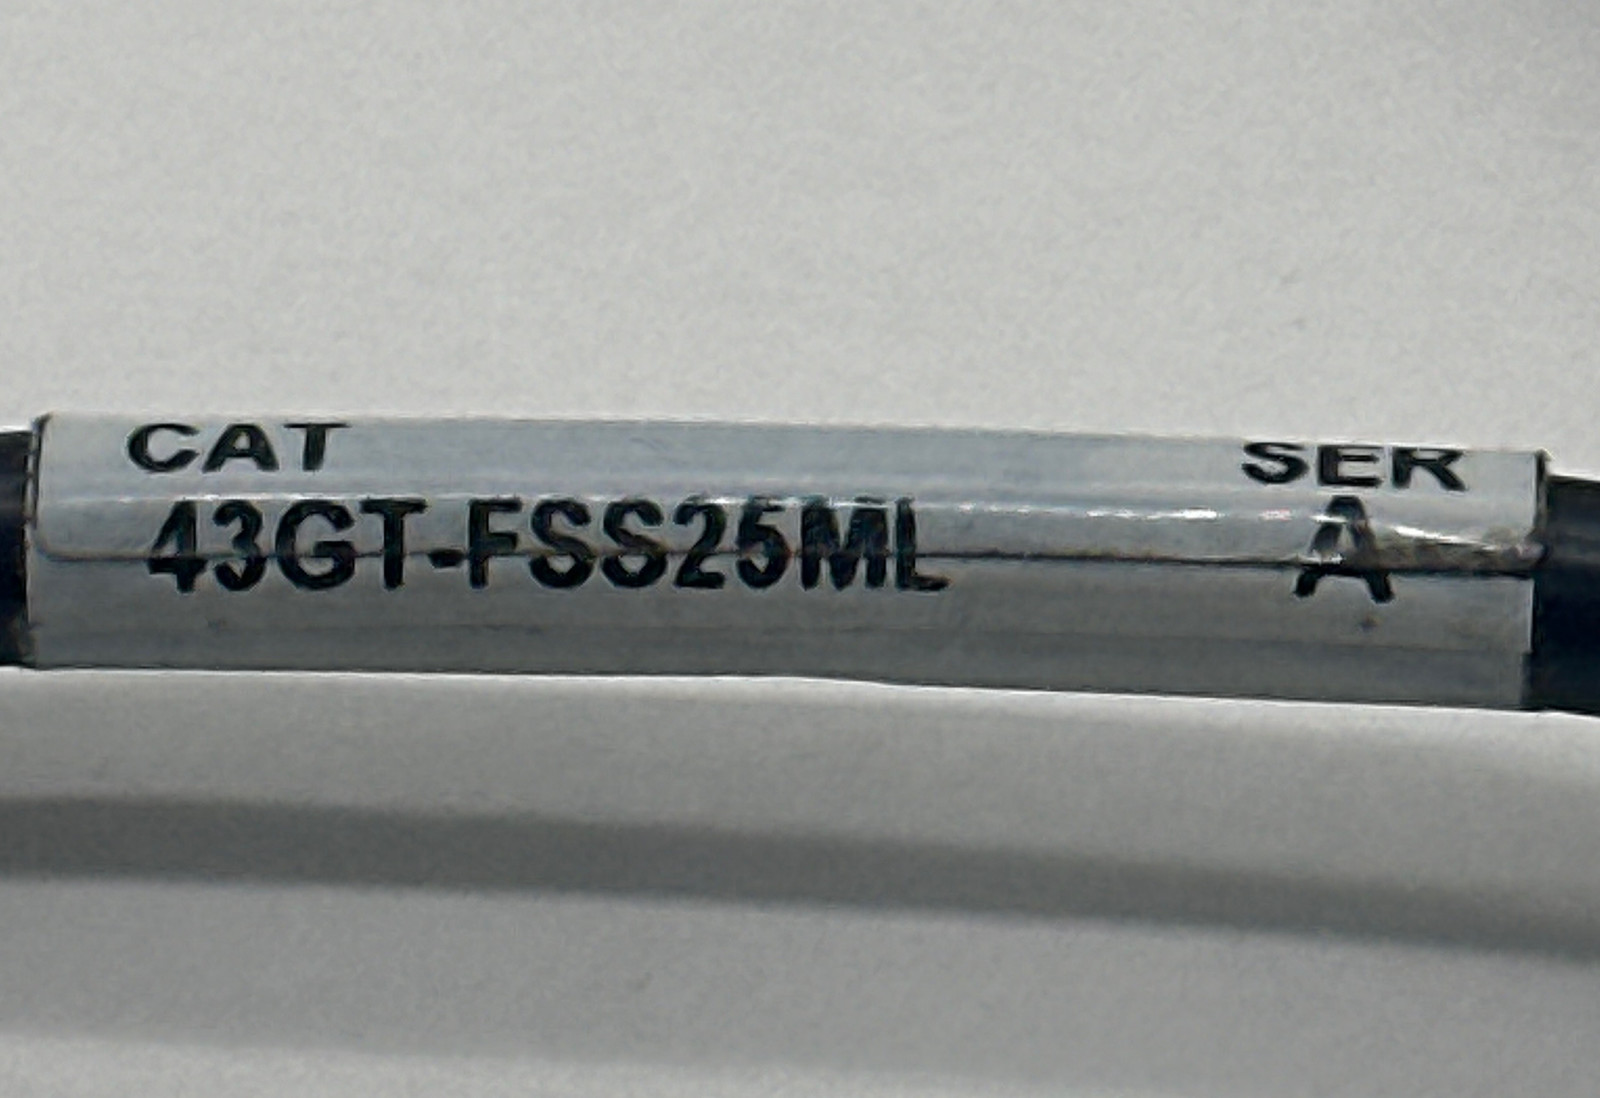 CAT SER
43GT-FSS25ML A